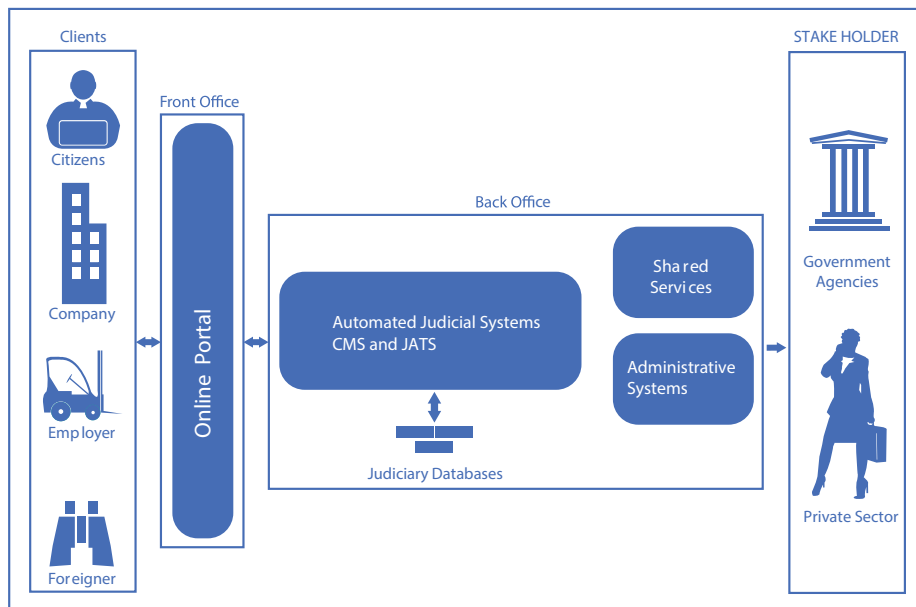 Clients
Citizens
Company
Employer
Foreigner
Front Office
Online Portal
Back Office
Automated Judicial Systems
CMS and JATS
Judiciary Databases
Shared
Services
Administrative
Systems
STAKE HOLDER
Government
Agencies
Private Sector